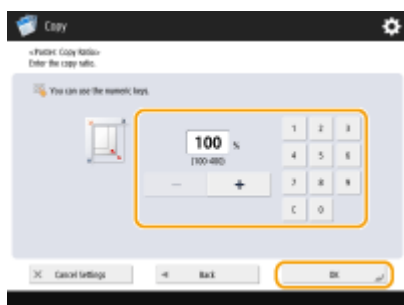 Copy
<Poster: Copy Ratio>
Enter the copy ratio.
You can use the numeric keys.
100 %
(100-400)
− +
1 2 3
4 5 6
7 8 9
C 0
Cancel Settings
Back
OK